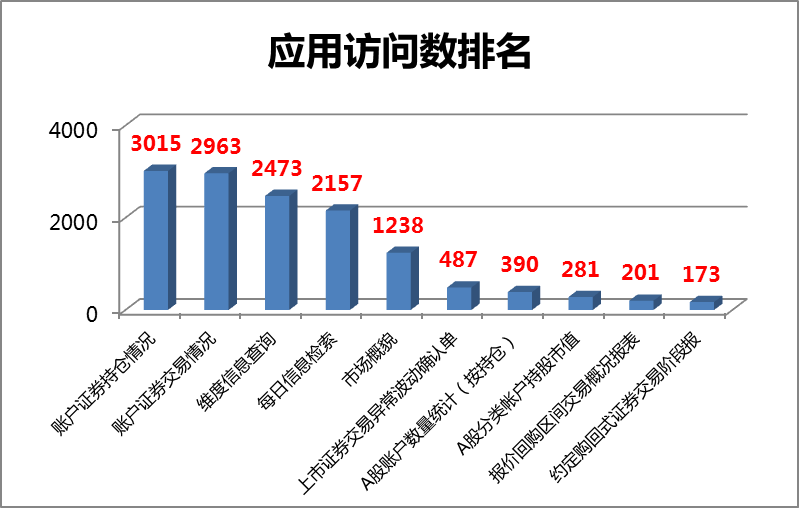 应用访问数排名
4000
2000
0
3015
2963
2473
2157
1238
487
390
281
201
173
账户证券持仓情况
账户证券交易情况
维度信息查询
每日信息检索
市场概貌
上市证券交易异常波动确认单
A股账户数量统计（按持仓）
A股分类帐户持股市值
报价回购区间交易概况报表
约定购回式证券交易阶段报